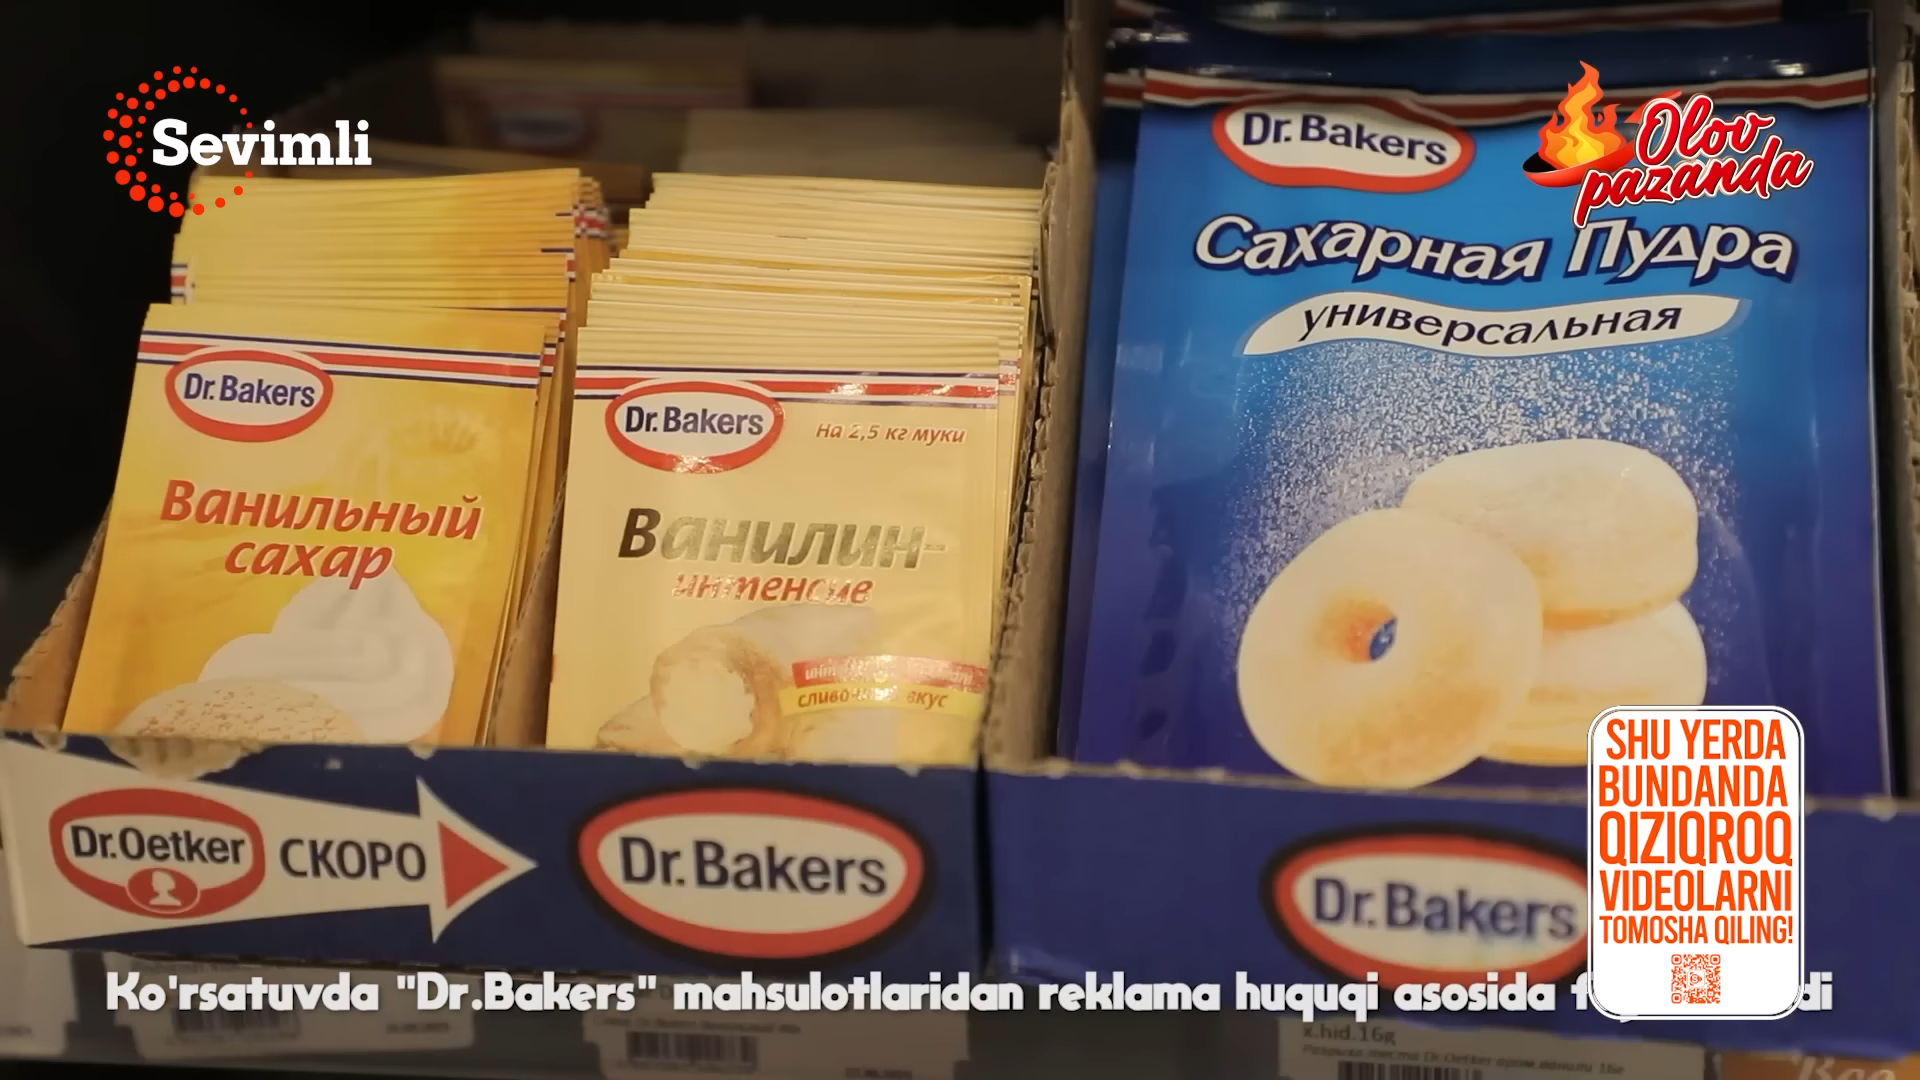 Sevimli
Olov
pazanda
Dr.Bakers
Сахарная Пудра
универсальная
Dr.Bakers
Ванильный
сахар
Dr.Bakers
на 2,5 кг муки
Ванилин-
интенсив
сливочный вкус
Dr.Oetker
СКОРО
Dr.Bakers
Dr.Bakers
SHU YERDA
BUNDANDA
QIZIQROQ
VIDEOLARNI
TOMOSHA QILING!
Ko'rsatuvda "Dr.Bakers" mahsulotlaridan reklama huquqi asosida
x.hid.16g